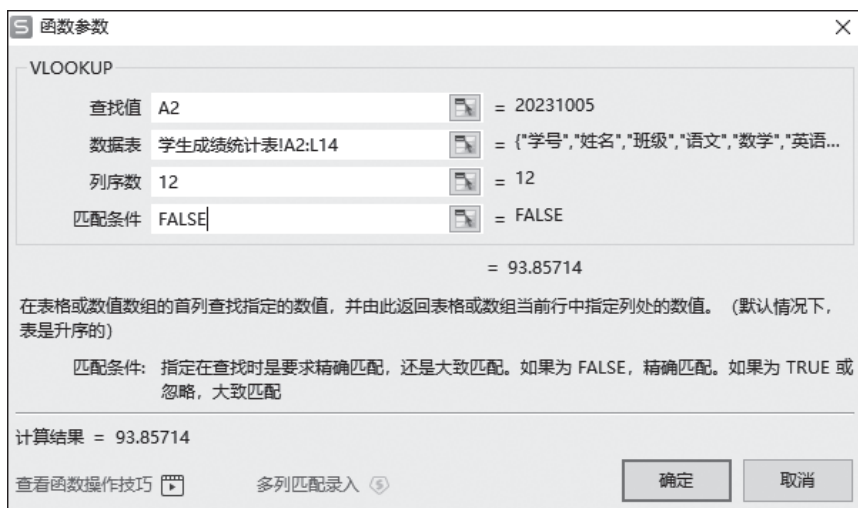 S 函数参数
VLOOKUP
查找值 A2 = 20231005
数据表 学生成绩统计表!A2:L14 = {"学号","姓名","班级","语文","数学","英语...
列序数 12 = 12
匹配条件 FALSE = FALSE
= 93.85714
在表格或数值数组的首列查找指定的数值，并由此返回表格或数组当前行中指定列处的数值。（默认情况下，
表是升序的）
匹配条件: 指定在查找时是要求精确匹配，还是大致匹配。如果为 FALSE，精确匹配。如果为 TRUE 或
忽略，大致匹配
计算结果 = 93.85714
查看函数操作技巧 多列匹配录入 确定 取消